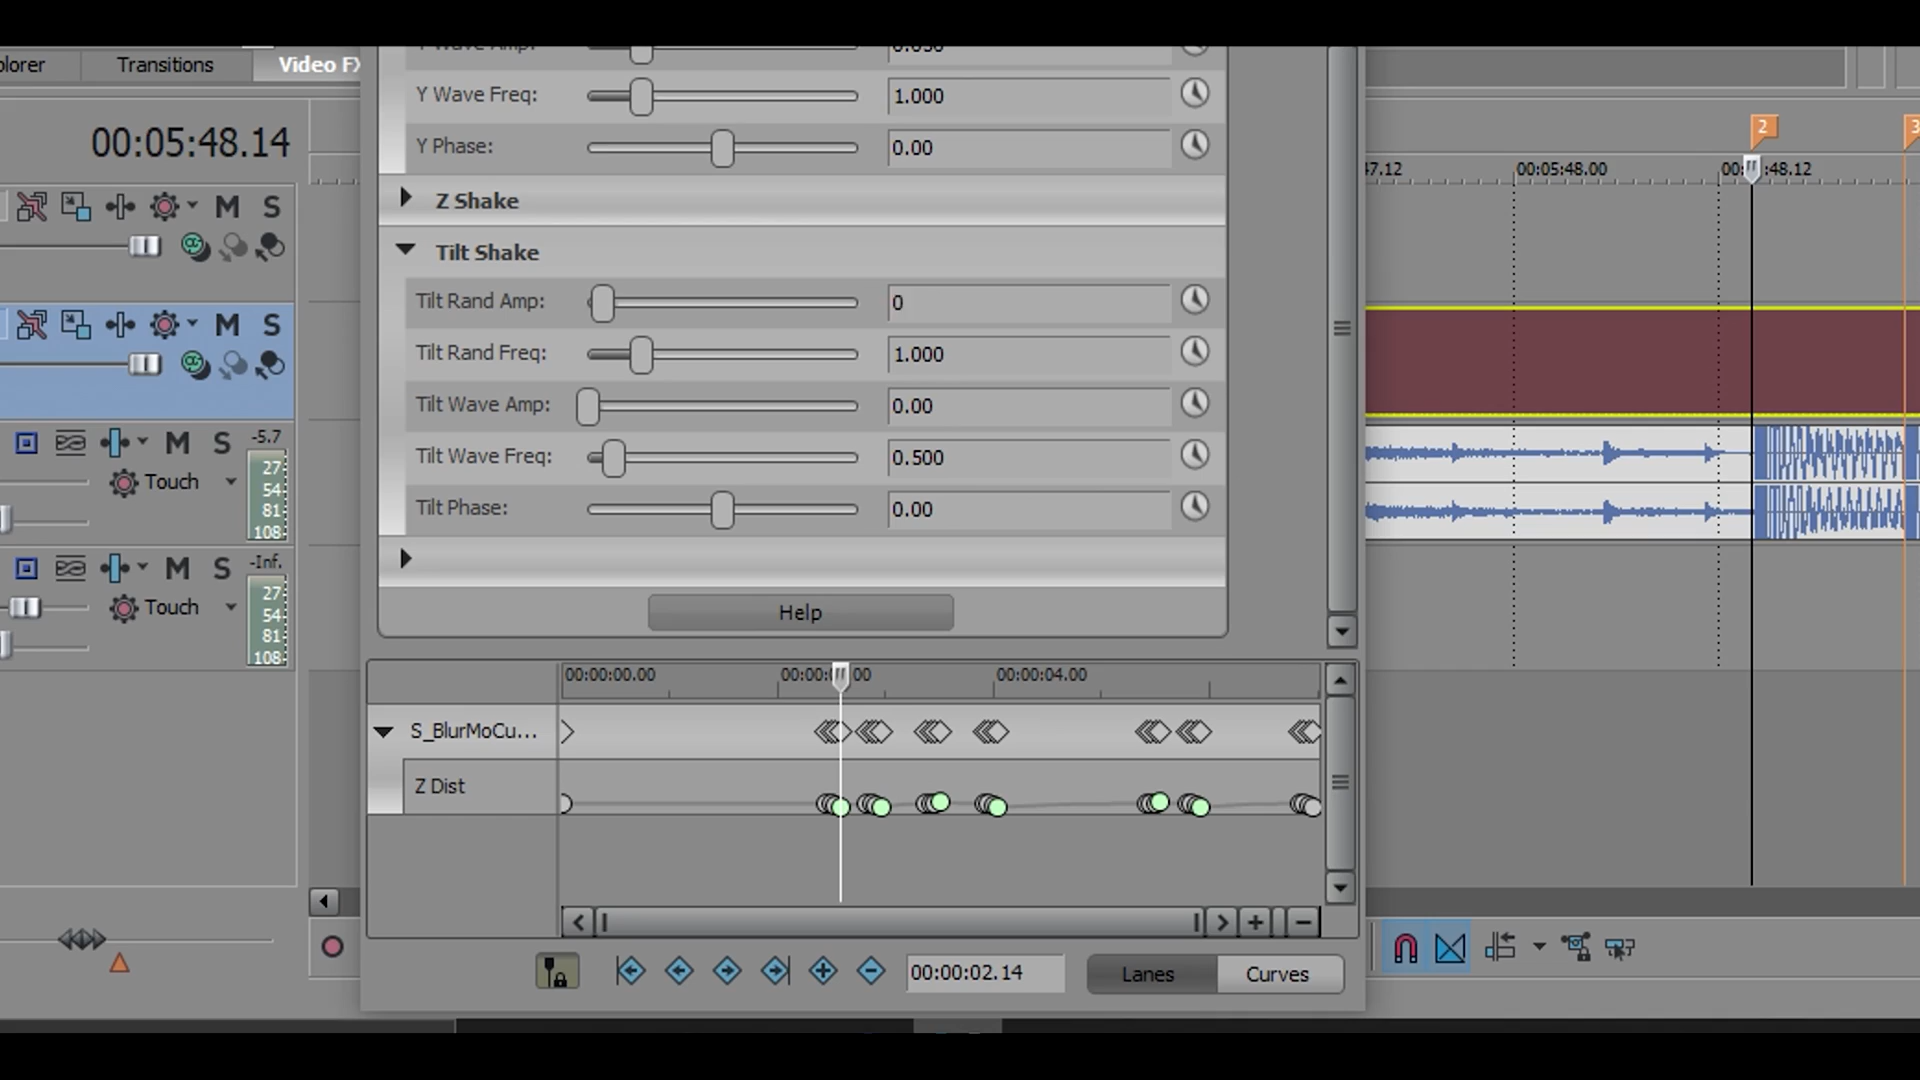 plorer
Transitions
Video FX
00:05:48.14
M S
M S
M S
-5.7
27
54
81
108
Touch
M S
-Inf.
27
54
81
108
Touch
Y Wave Amp:
0.050
Y Wave Freq:
1.000
Y Phase:
0.00
Z Shake
Tilt Shake
Tilt Rand Amp:
0
Tilt Rand Freq:
1.000
Tilt Wave Amp:
0.00
Tilt Wave Freq:
0.500
Tilt Phase:
0.00
Help
00:00:00.00
00:00:0
00
00:00:04.00
S_BlurMoCu...
Z Dist
00:00:02.14
Lanes
Curves
2
3
47.12
00:05:48.00
00:
:48.12